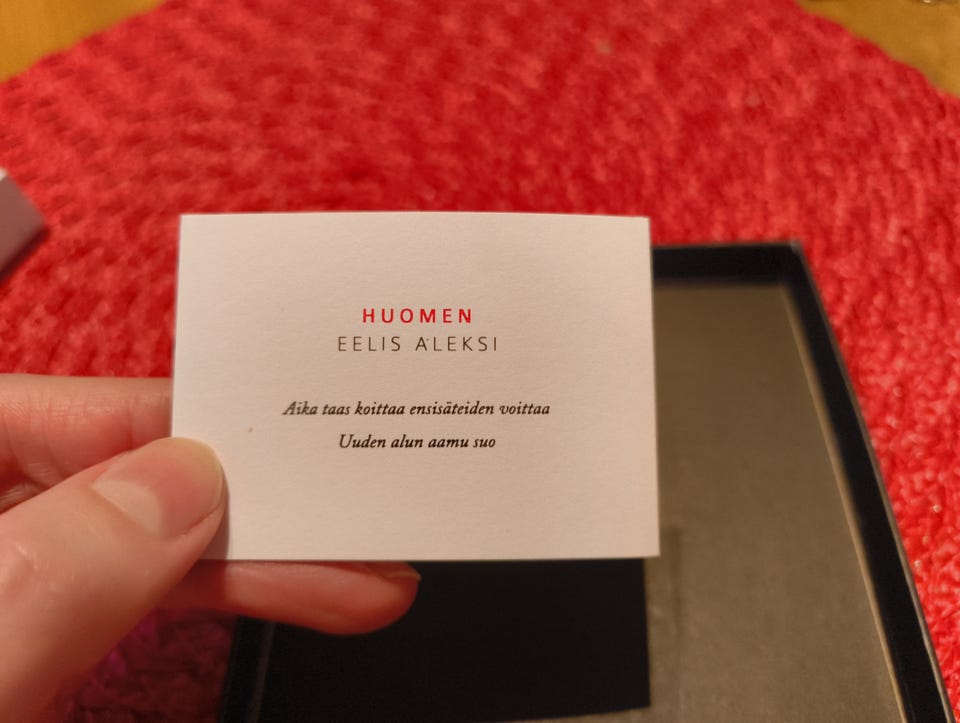 HUOMEN
EELIS ALEKSI
Aika taas koittaa ensisäteiden voittaa
Uuden alun aamu suo